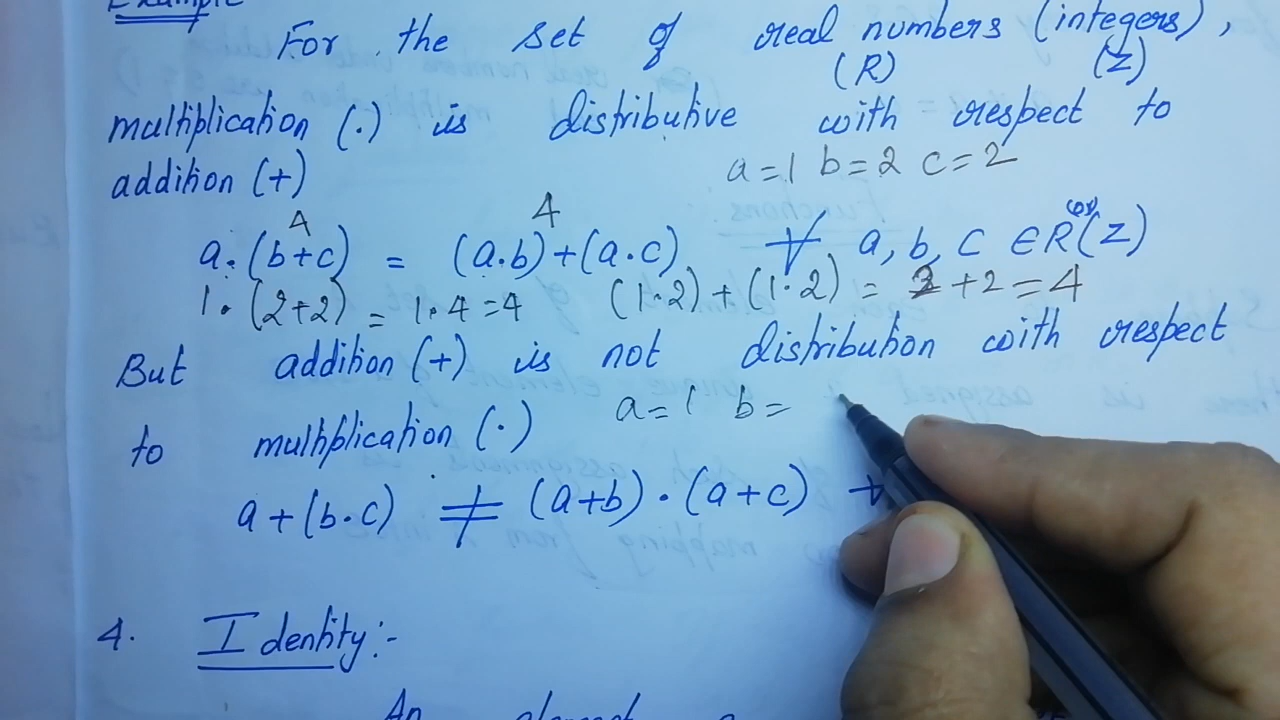 Example
For the set of real numbers (integers),
(R) (Z)
multiplication (.) is distributive with respect to
addition (+) a=1 b=2 c=2
4 4
a.(b+c) = (a.b)+(a.c) ∀ a, b, c ∈ R (or) (Z)
1.(2+2) = 1.4=4 (1.2)+(1.2) = 2+2=4
But addition (+) is not distribution with respect
to multiplication (.) a=1 b=
a+(b.c) ≠ (a+b).(a+c)
4. Identity:-
An element